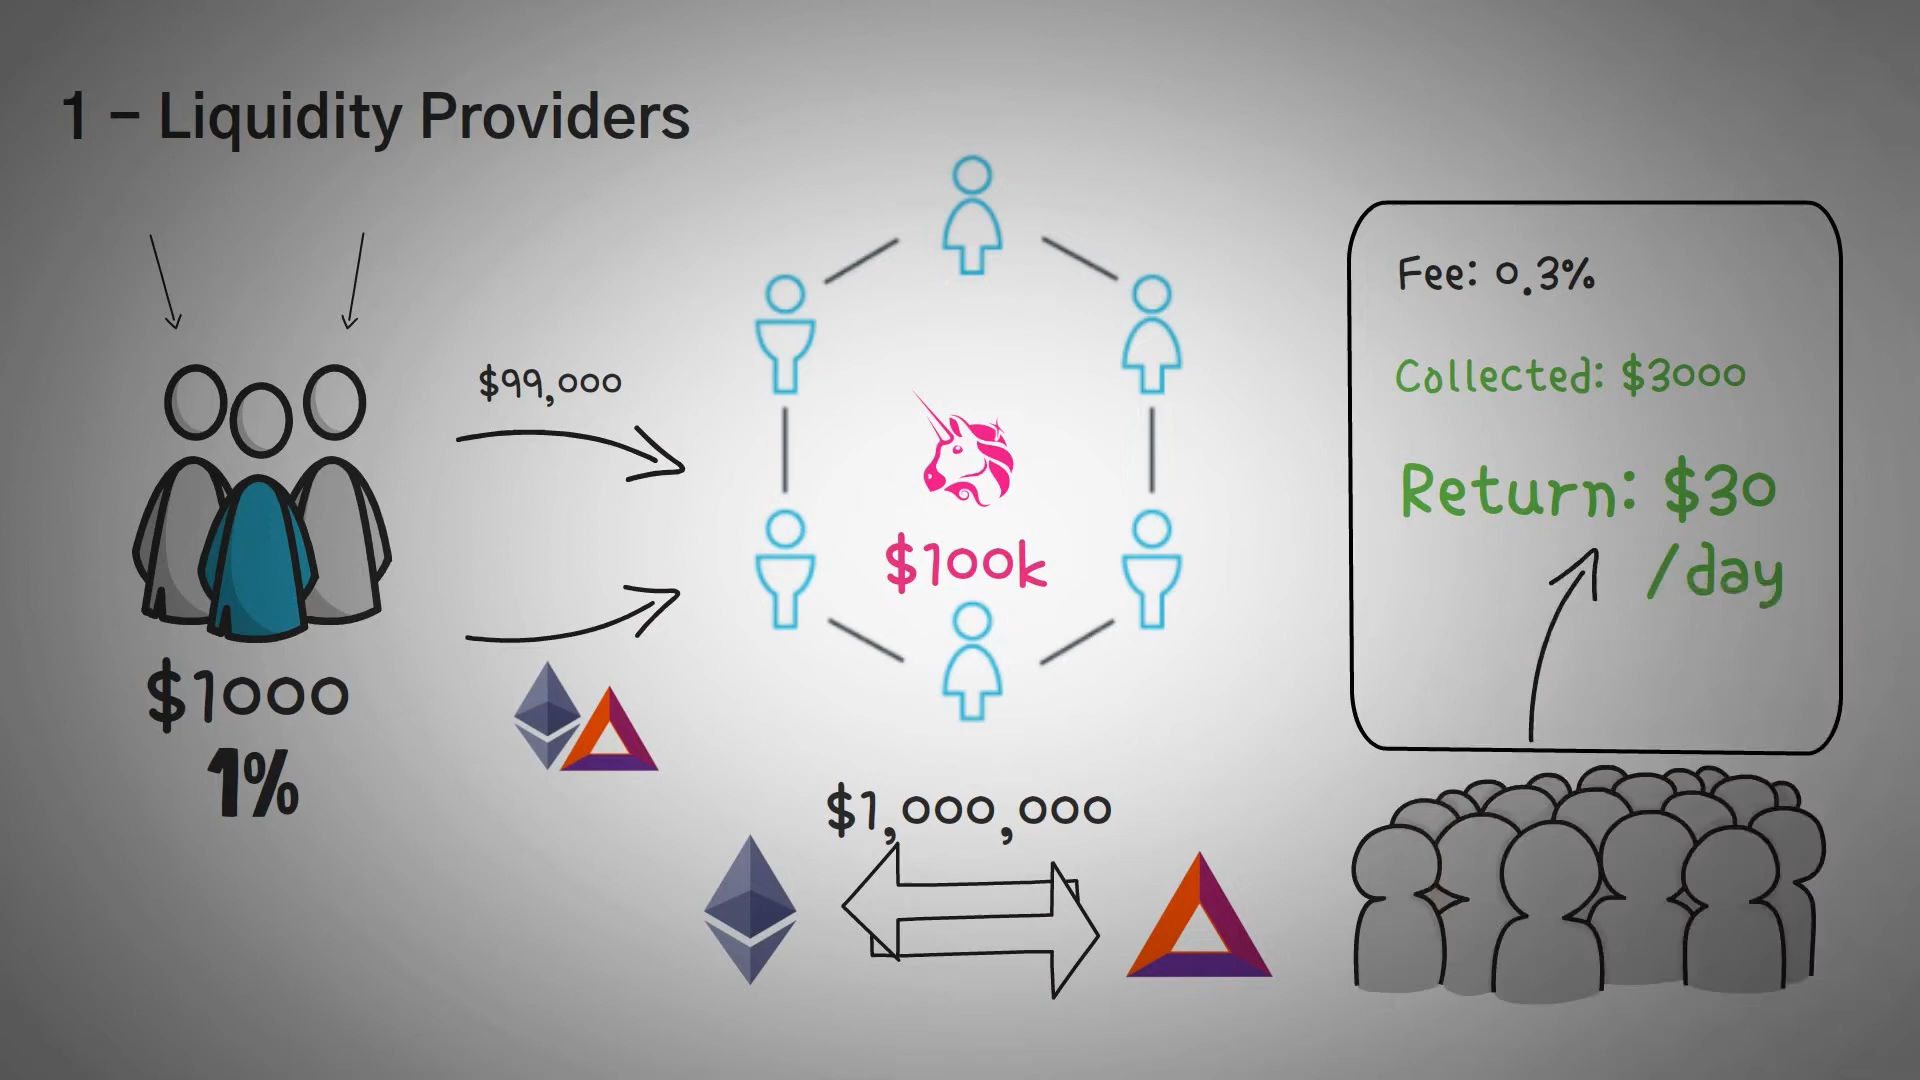 1 – Liquidity Providers
$99,000
$1000
1%
$100k
$1,000,000
Fee: 0.3%
Collected: $3000
Return: $30
/day